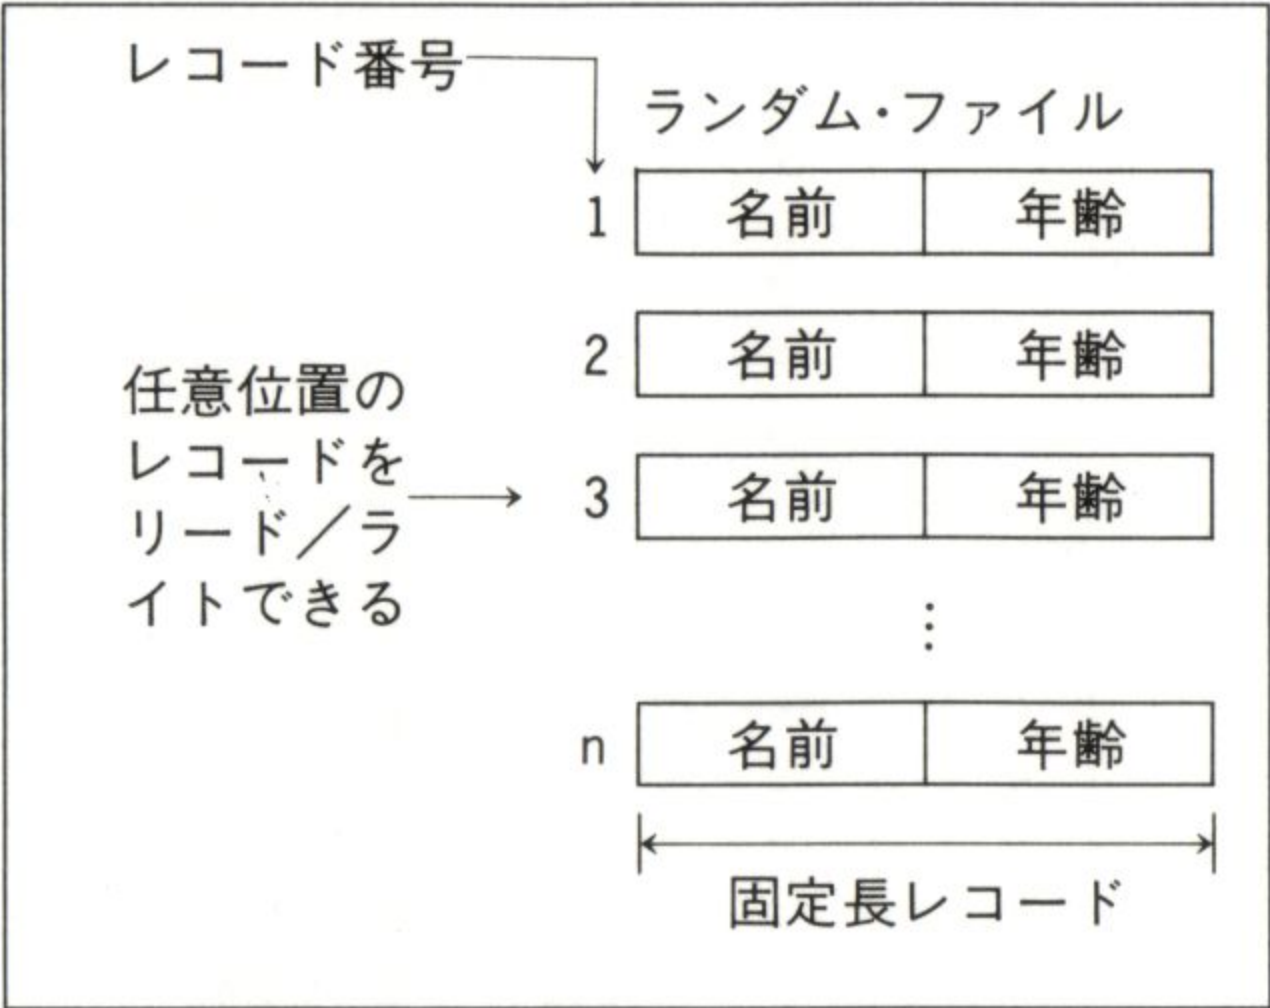 レコード番号
ランダム・ファイル
1 名前 年齢
2 名前 年齢
任意位置の
レコードを
リード／ラ
イトできる
3 名前 年齢
⋮
n 名前 年齢
固定長レコード